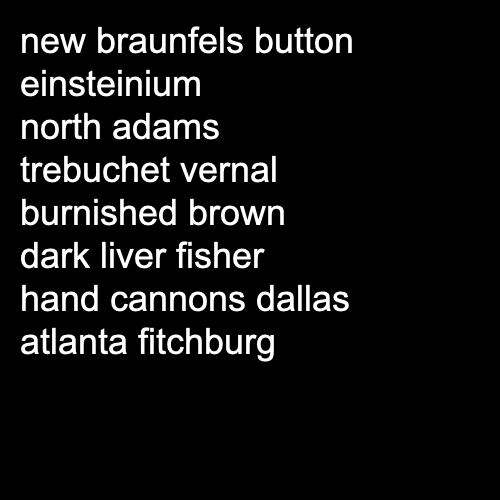 new braunfels button
einsteinium
north adams
trebuchet vernal
burnished brown
dark liver fisher
hand cannons dallas
atlanta fitchburg